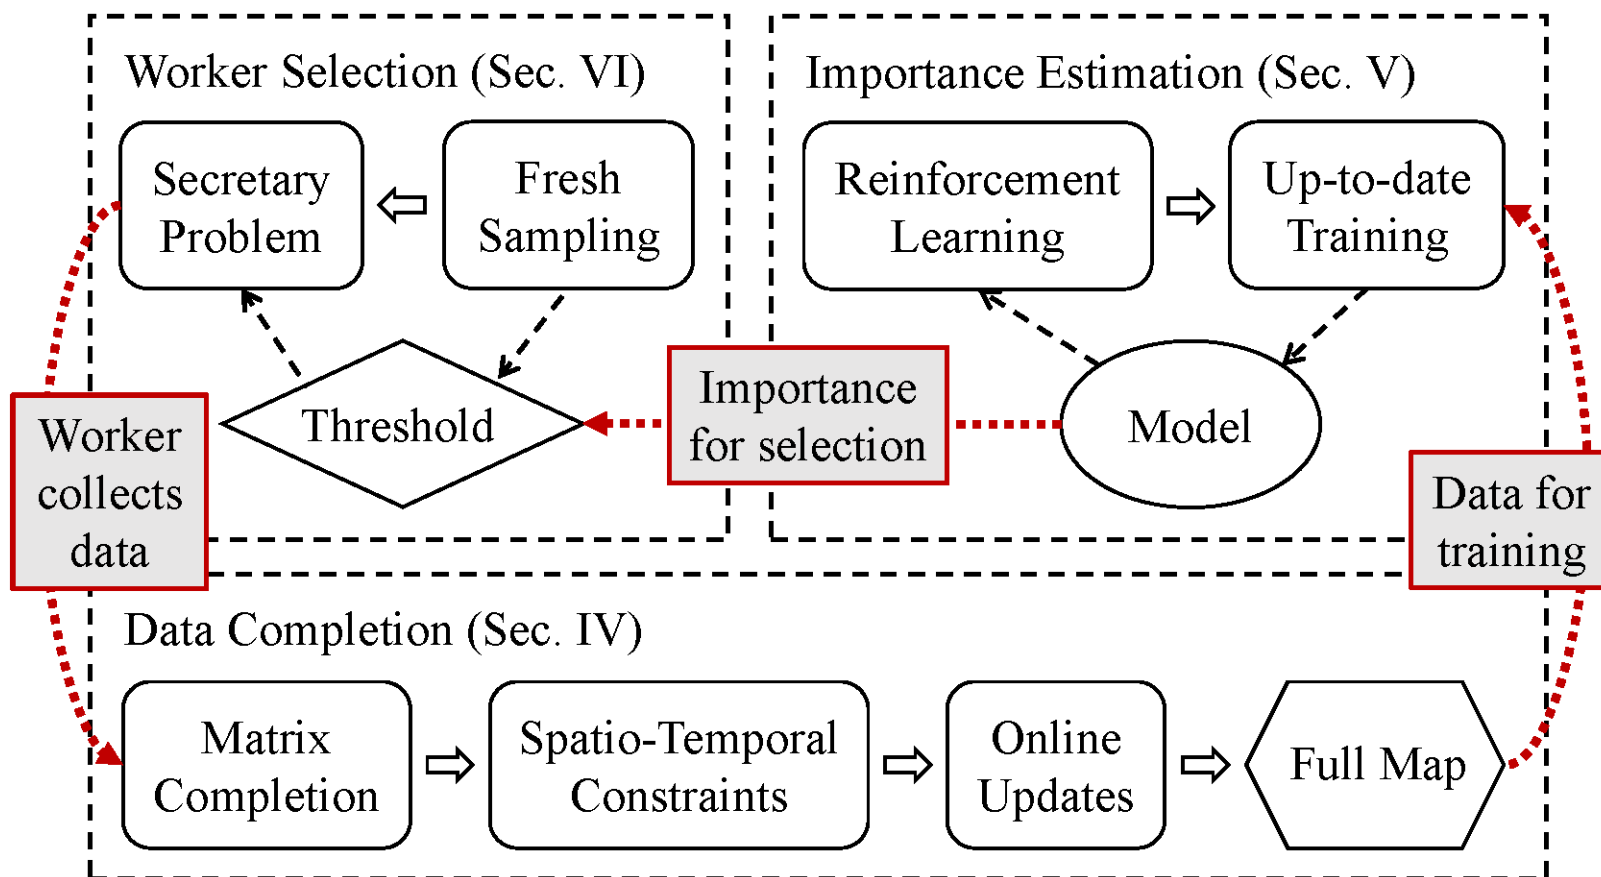 Worker Selection (Sec. VI)
Secretary
Problem
Fresh
Sampling
Threshold
Importance Estimation (Sec. V)
Reinforcement
Learning
Up-to-date
Training
Model
Importance
for selection
Worker
collects
data
Data for
training
Data Completion (Sec. IV)
Matrix
Completion
Spatio-Temporal
Constraints
Online
Updates
Full Map